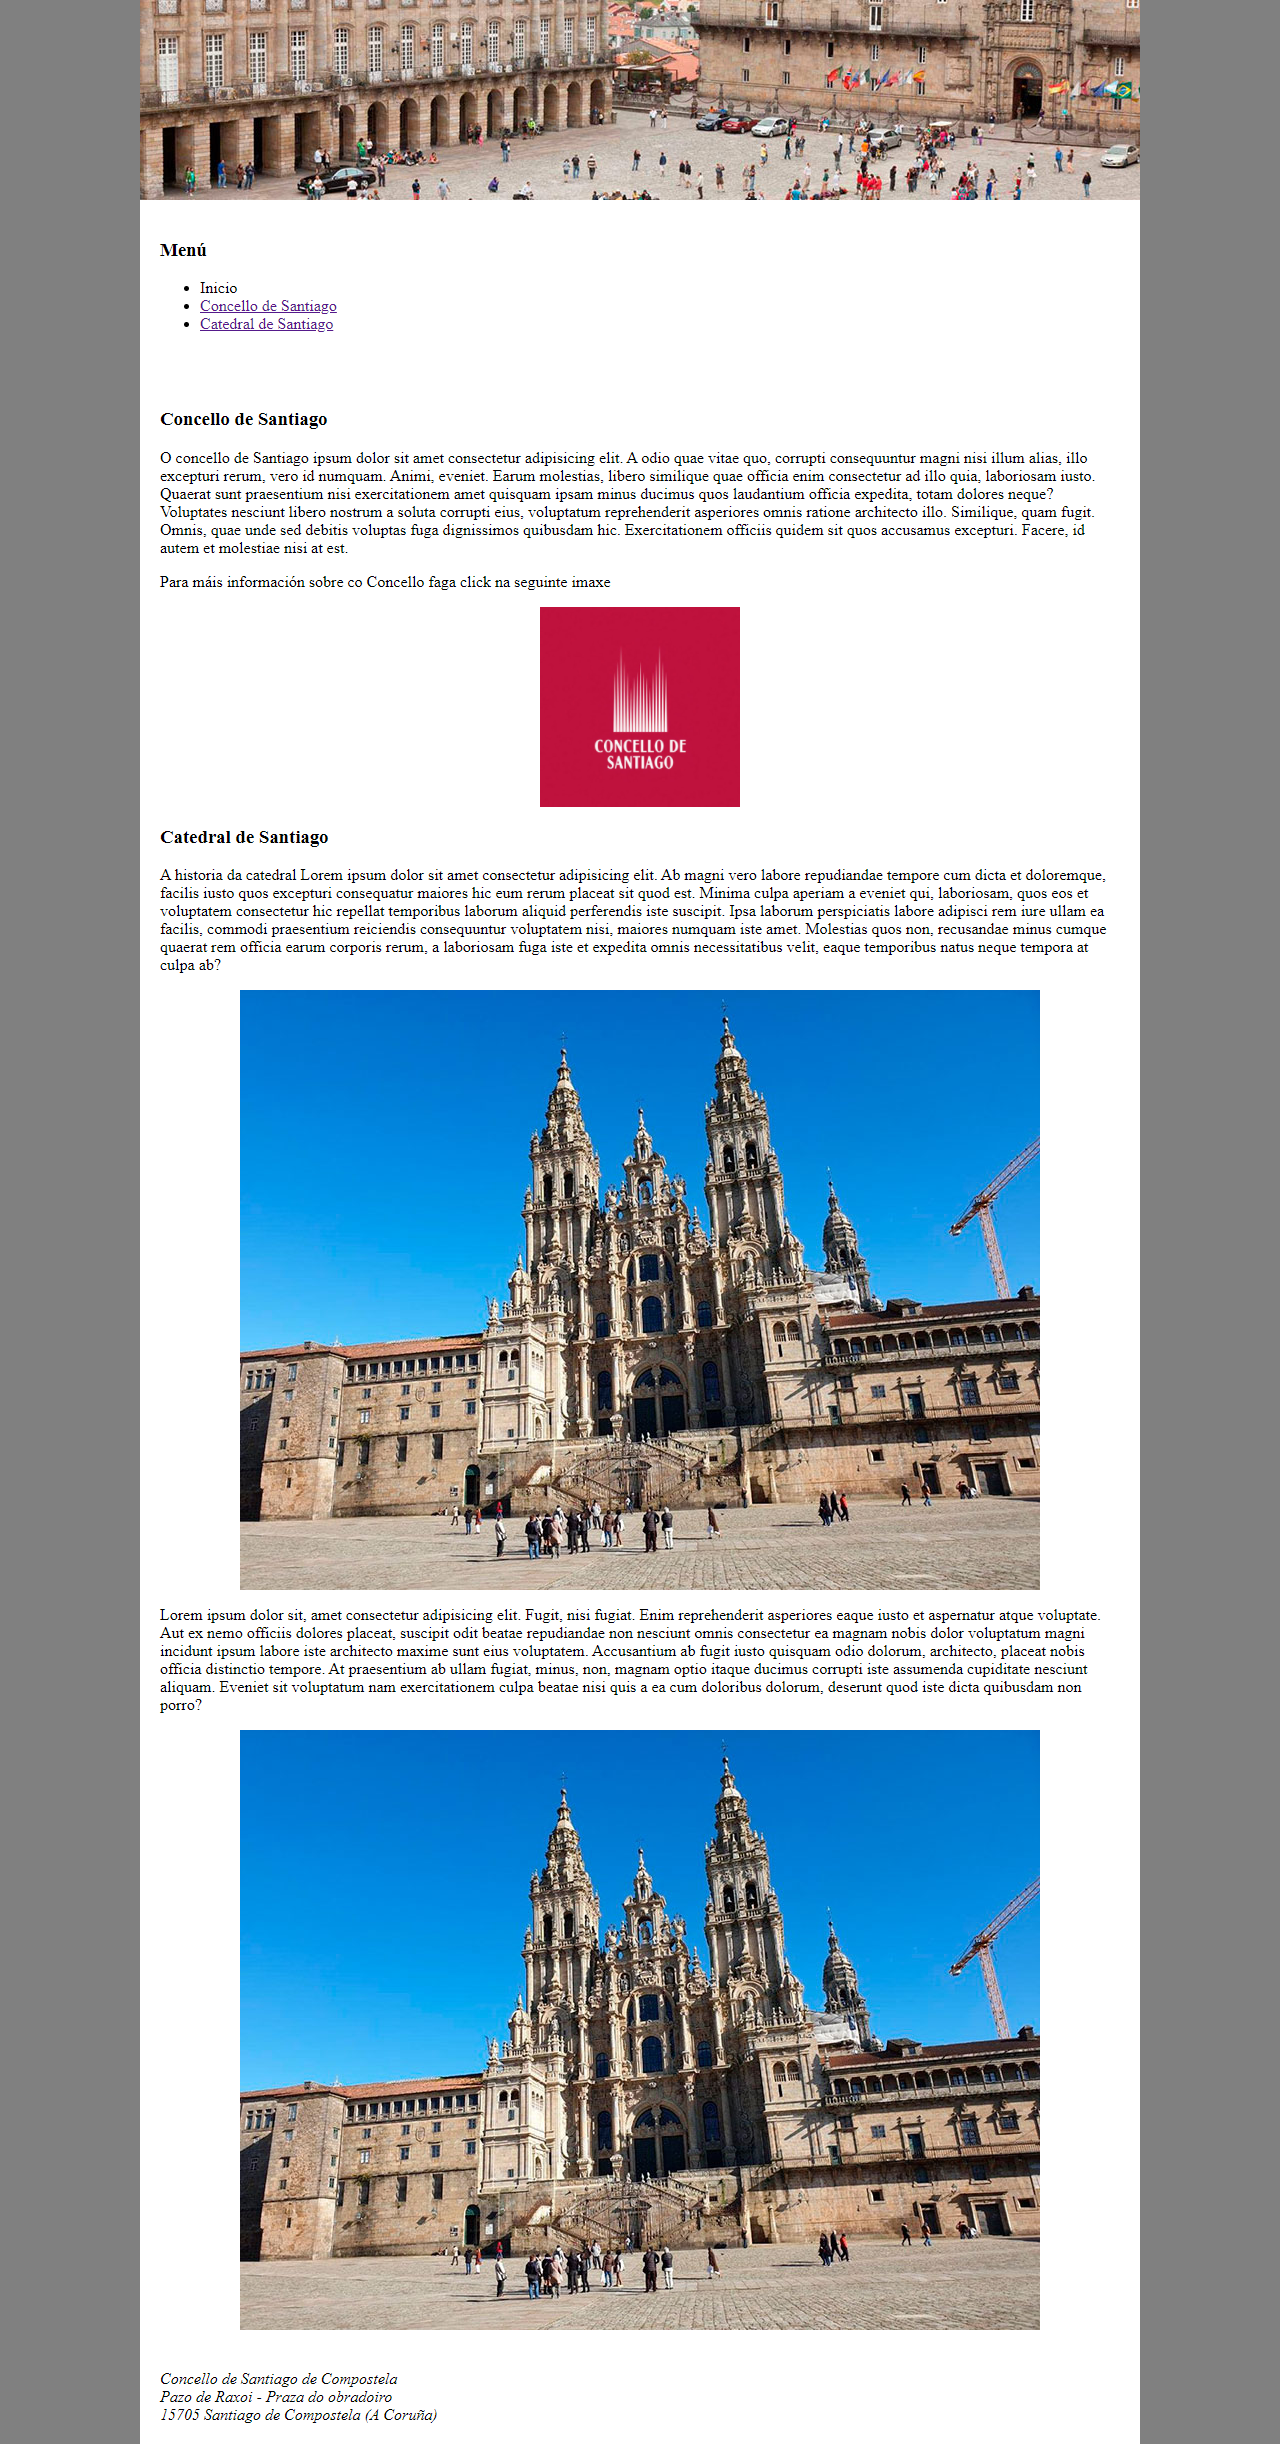 Menú
Inicio
Concello de Santiago
Catedral de Santiago
Concello de Santiago
O concello de Santiago ipsum dolor sit amet consectetur adipisicing elit. A odio quae vitae quo, corrupti consequuntur magni nisi illum alias, illo
excepturi rerum, vero id numquam. Animi, eveniet. Earum molestias, libero similique quae officia enim consectetur ad illo quia, laboriosam iusto.
Quaerat sunt praesentium nisi exercitationem amet quisquam ipsam minus ducimus quos laudantium officia expedita, totam dolores neque?
Voluptates nesciunt libero nostrum a soluta corrupti eius, voluptatum reprehenderit asperiores omnis ratione architecto illo. Similique, quam fugit.
Omnis, quae unde sed debitis voluptas fuga dignissimos quibusdam hic. Exercitationem officiis quidem sit quos accusamus excepturi. Facere, id
autem et molestiae nisi at est.
Para máis información sobre co Concello faga click na seguinte imaxe
CONCELLO DE
SANTIAGO
Catedral de Santiago
A historia da catedral Lorem ipsum dolor sit amet consectetur adipisicing elit. Ab magni vero labore repudiandae tempore cum dicta et doloremque,
facilis iusto quos excepturi consequatur maiores hic eum rerum placeat sit quod est. Minima culpa aperiam a eveniet qui, laboriosam, quos eos et
voluptatem consectetur hic repellat temporibus laborum aliquid perferendis iste suscipit. Ipsa laborum perspiciatis labore adipisci rem iure ullam ea
facilis, commodi praesentium reiciendis consequuntur voluptatem nisi, maiores numquam iste amet. Molestias quos non, recusandae minus cumque
quaerat rem officia earum corporis rerum, a laboriosam fuga iste et expedita omnis necessitatibus velit, eaque temporibus natus neque tempora at
culpa ab?
Lorem ipsum dolor sit, amet consectetur adipisicing elit. Fugit, nisi fugiat. Enim reprehenderit asperiores eaque iusto et aspernatur atque voluptate.
Aut ex nemo officiis dolores placeat, suscipit odit beatae repudiandae non nesciunt omnis consectetur ea magnam nobis dolor voluptatum magni
incidunt ipsum labore iste architecto maxime sunt eius voluptatem. Accusantium ab fugit iusto quisquam odio dolorum, architecto, placeat nobis
officia distinctio tempore. At praesentium ab ullam fugiat, minus, non, magnam optio itaque ducimus corrupti iste assumenda cupiditate nesciunt
aliquam. Eveniet sit voluptatum nam exercitationem culpa beatae nisi quis a ea cum doloribus dolorum, deserunt quod iste dicta quibusdam non
porro?
Concello de Santiago de Compostela
Pazo de Raxoi - Praza do obradoiro
15705 Santiago de Compostela (A Coruña)